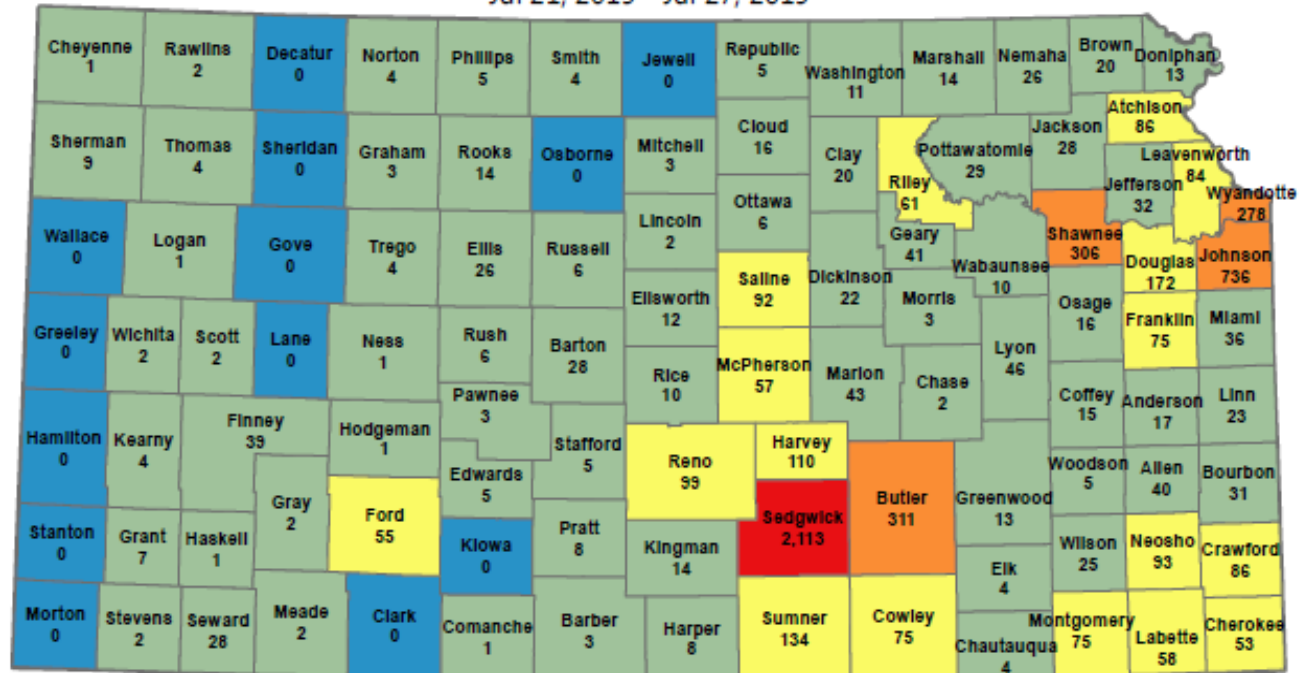 Jul 21, 2019 - Jul 27, 2019
Cheyenne
1
Rawlins
2
Decatur
0
Norton
4
Phillips
5
Smith
4
Jewell
0
Republic
5
Washington
11
Marshall
14
Nemaha
26
Brown
20
Doniphan
13
Sherman
9
Thomas
4
Sheridan
0
Graham
3
Rooks
14
Osborne
0
Mitchell
3
Cloud
16
Clay
20
Riley
61
Pottawatomie
29
Jackson
28
Atchison
86
Jefferson
32
Leavenworth
84
Wyandotte
278
Wallace
0
Logan
1
Gove
0
Trego
4
Ellis
26
Russell
6
Lincoln
2
Ottawa
6
Saline
92
Dickinson
22
Geary
41
Wabaunsee
10
Shawnee
306
Douglas
172
Johnson
736
Greeley
0
Wichita
2
Scott
2
Lane
0
Ness
1
Rush
6
Barton
28
Ellsworth
12
Rice
10
McPherson
57
Marion
43
Morris
3
Chase
2
Lyon
46
Osage
16
Franklin
75
Miami
36
Hamilton
0
Kearny
4
Finney
39
Hodgeman
1
Pawnee
3
Edwards
5
Stafford
5
Reno
99
Harvey
110
Sedgwick
2,113
Butler
311
Greenwood
13
Coffey
15
Anderson
17
Linn
23
Woodson
5
Allen
40
Bourbon
31
Stanton
0
Grant
7
Haskell
1
Gray
2
Ford
55
Kiowa
0
Pratt
8
Kingman
14
Elk
4
Wilson
25
Neosho
93
Crawford
86
Morton
0
Stevens
2
Seward
28
Meade
2
Clark
0
Comanche
1
Barber
3
Harper
8
Sumner
134
Cowley
75
Chautauqua
4
Montgomery
75
Labette
58
Cherokee
53